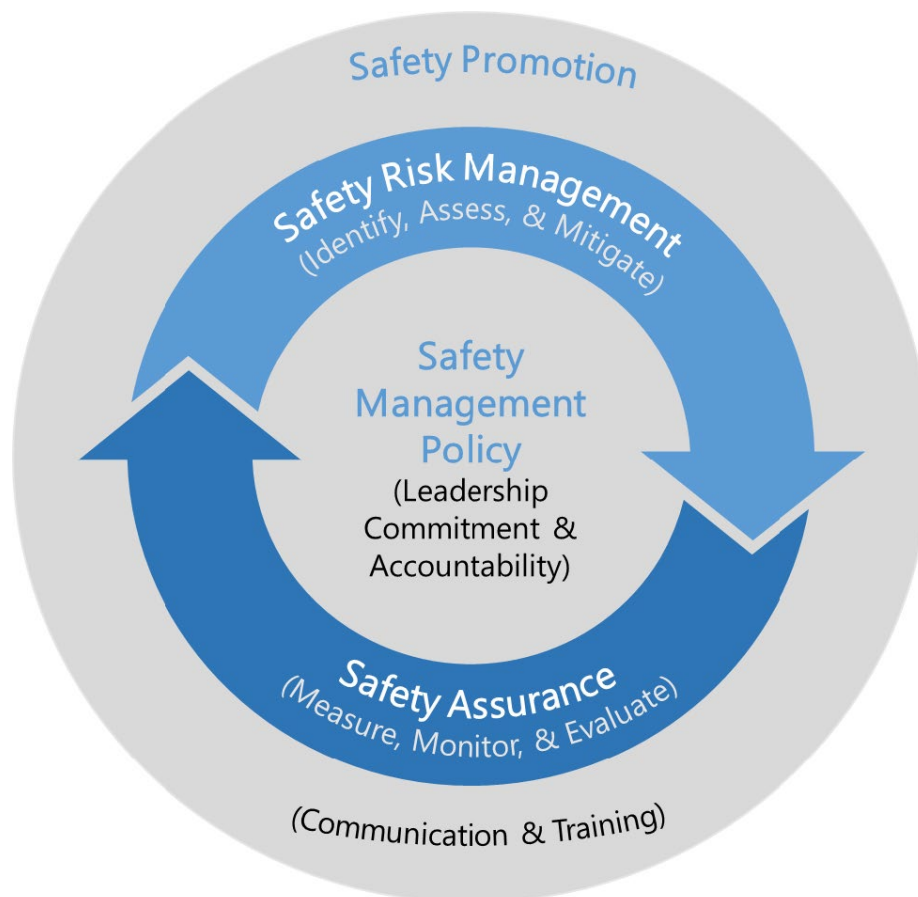 Safety Promotion
Safety Risk Management
(Identify, Assess, & Mitigate)
Safety
Management
Policy
(Leadership
Commitment &
Accountability)
Safety Assurance
(Measure, Monitor, & Evaluate)
(Communication & Training)